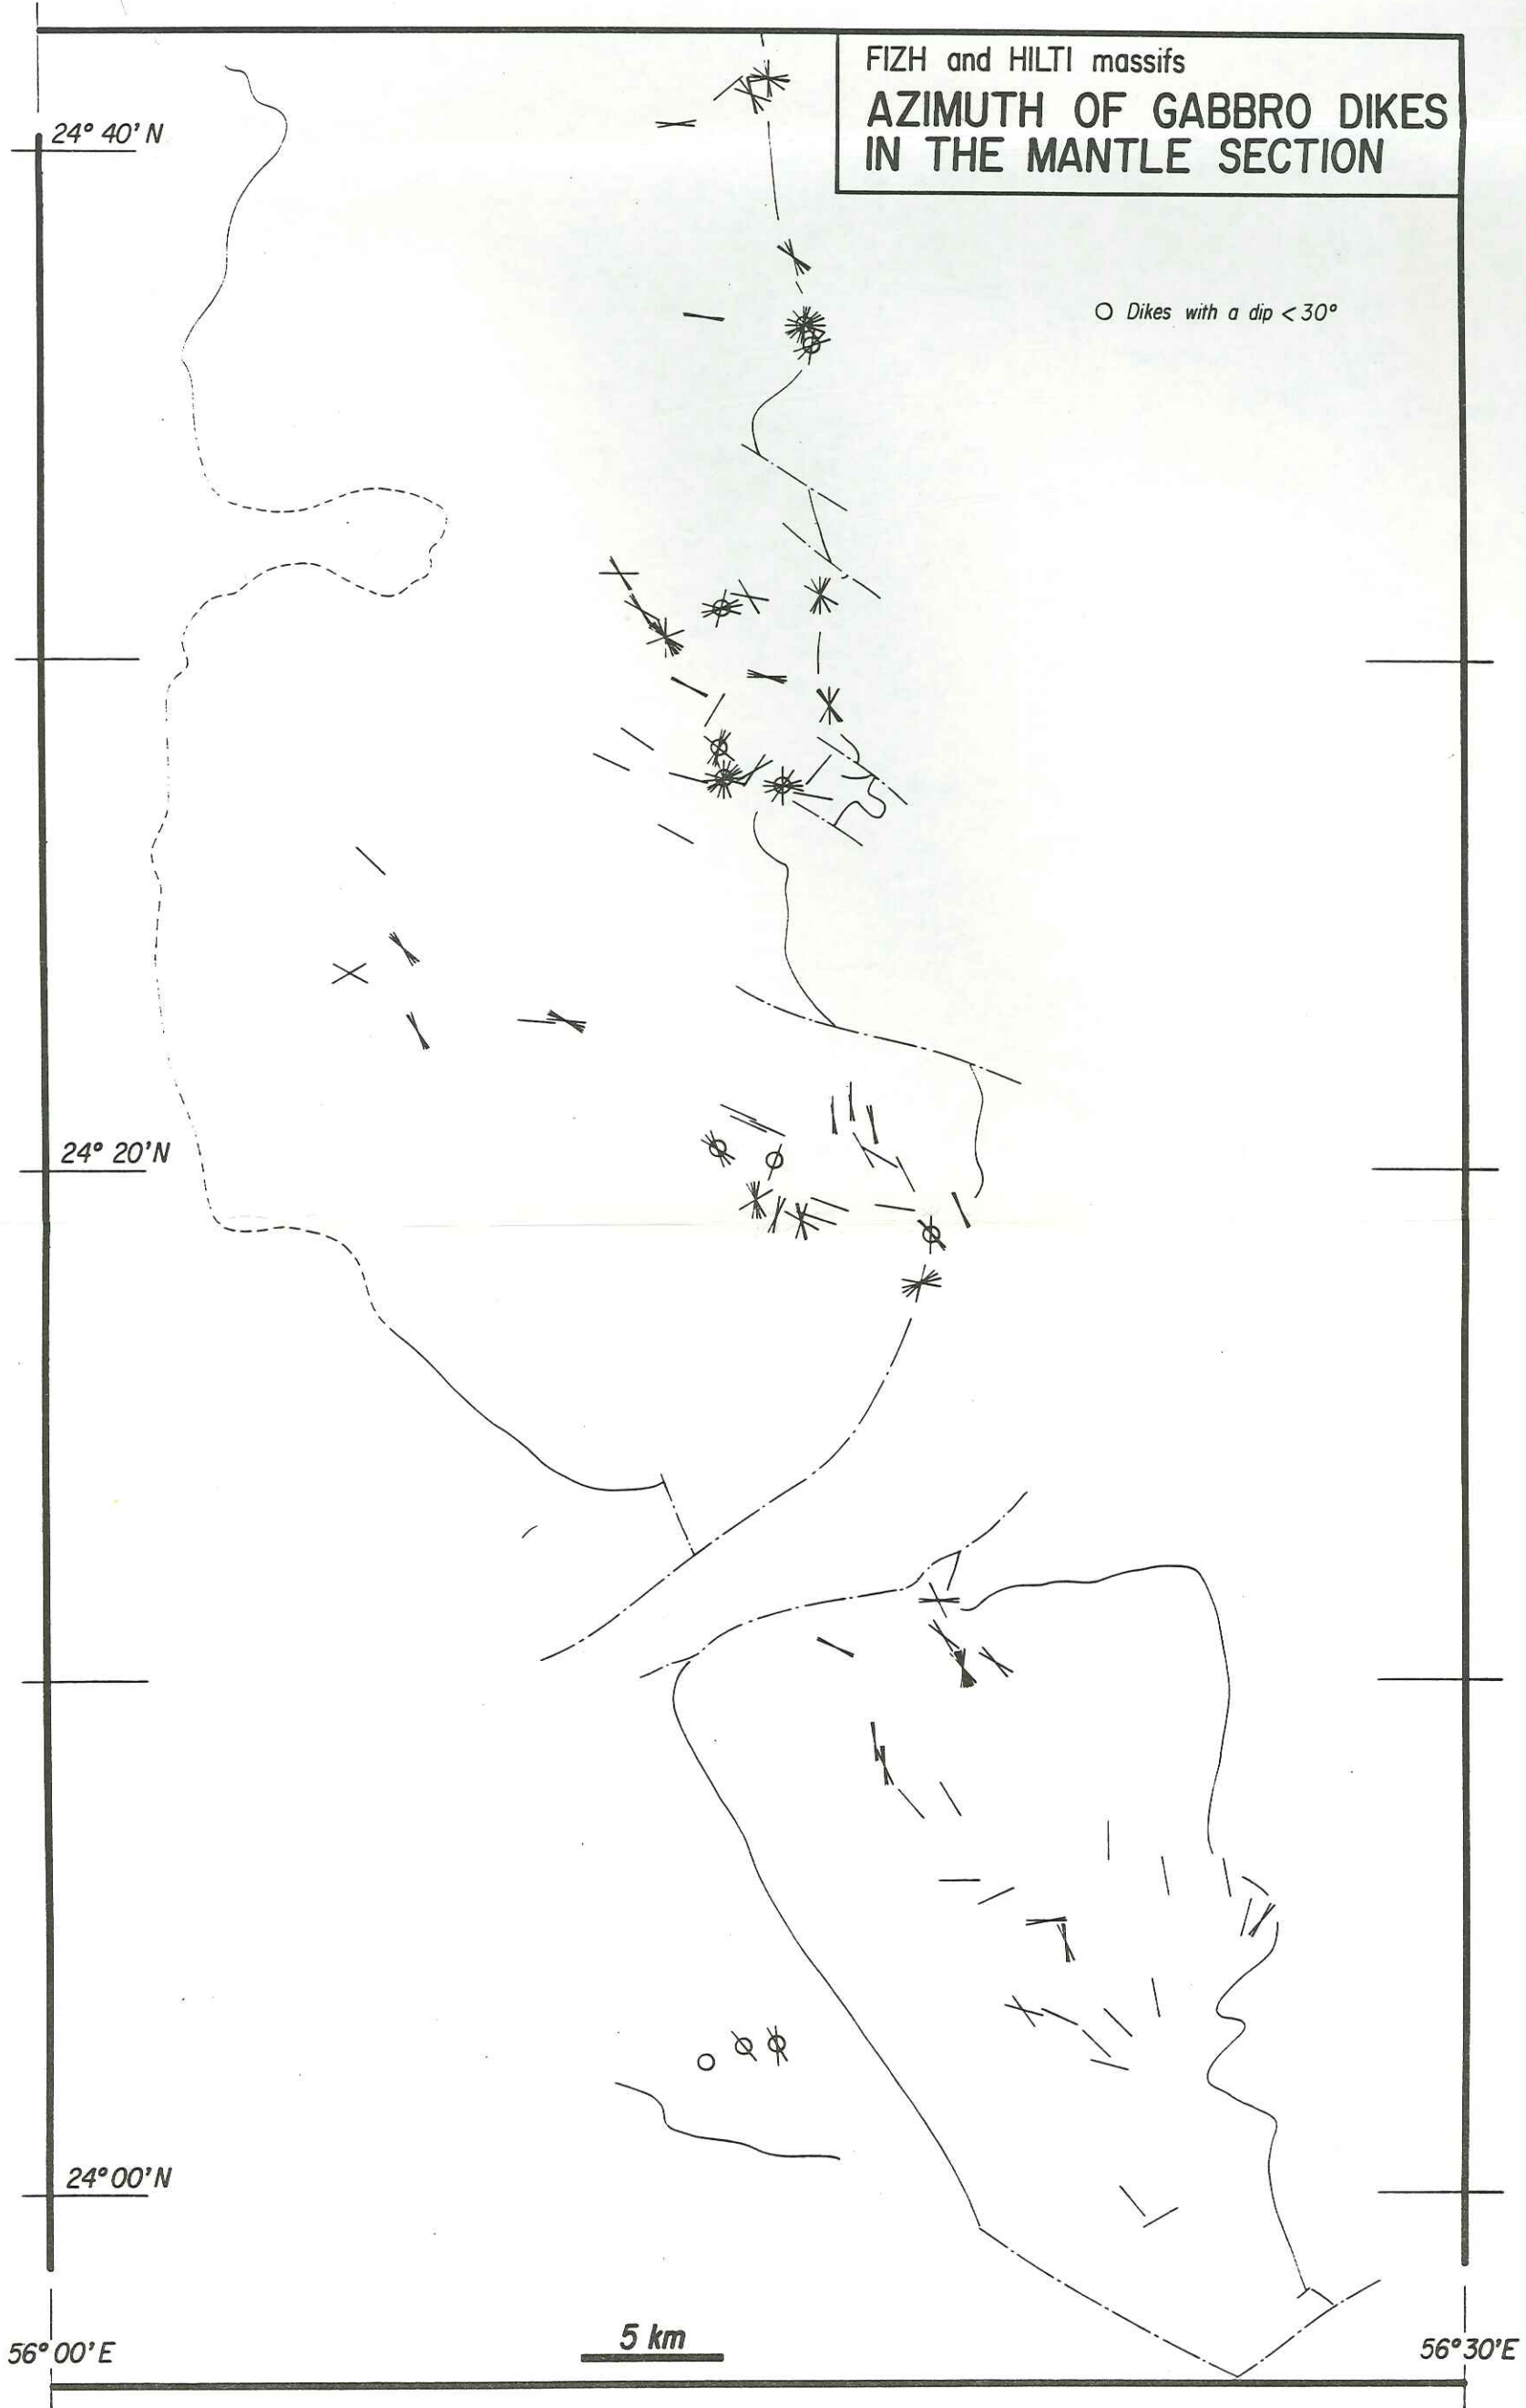 FIZH and HILTI massifs
AZIMUTH OF GABBRO DIKES
IN THE MANTLE SECTION
24° 40' N
O Dikes with a dip < 30°
24° 20' N
24° 00' N
5 km
56° 00' E
56° 30' E